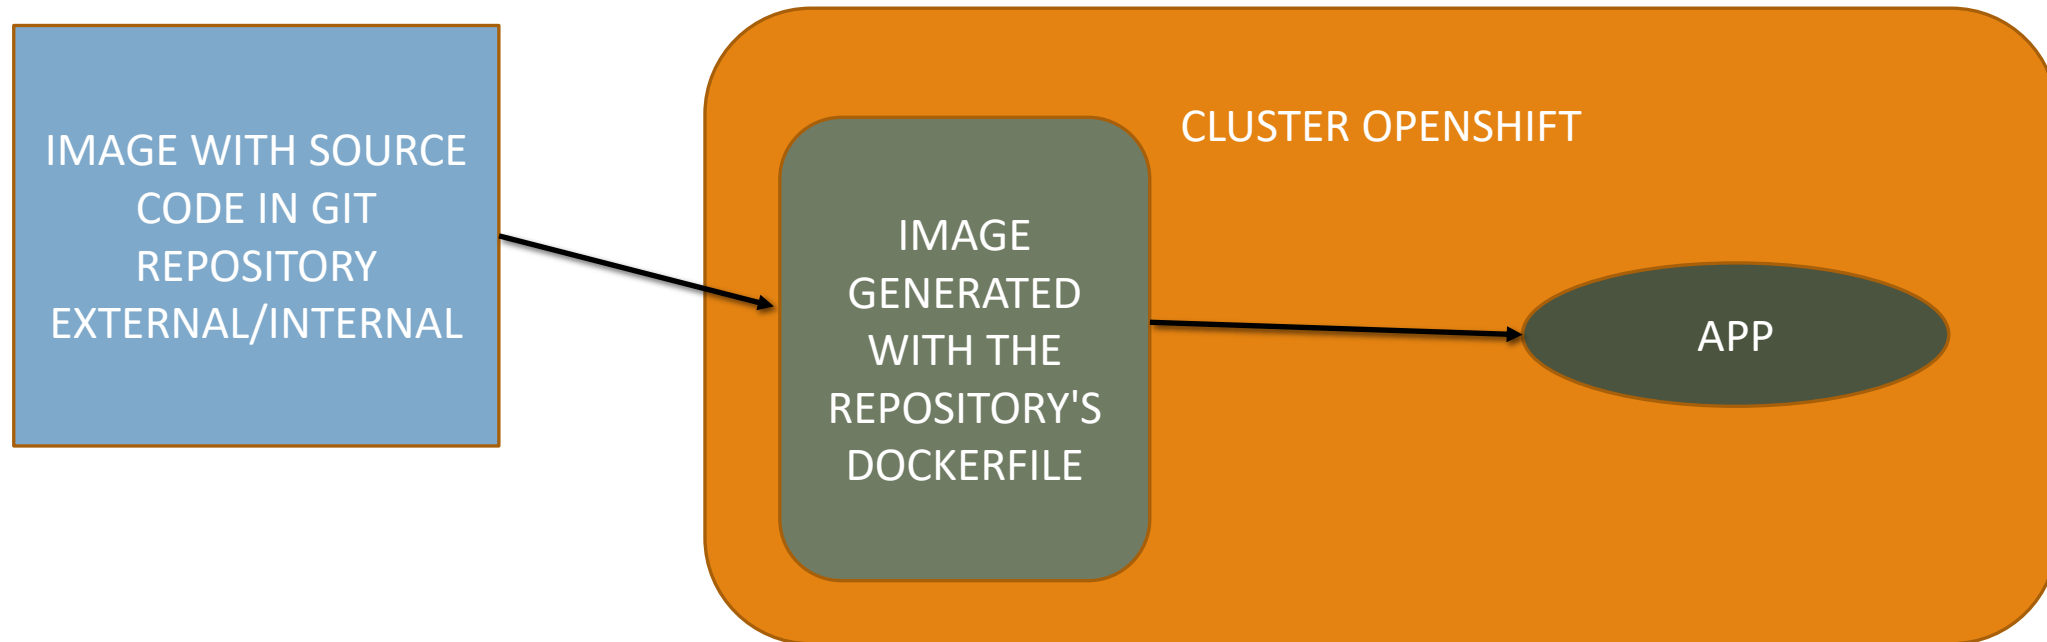 IMAGE WITH SOURCE
CODE IN GIT
REPOSITORY
EXTERNAL/INTERNAL
CLUSTER OPENSHIFT
IMAGE
GENERATED
WITH THE
REPOSITORY'S
DOCKERFILE
APP